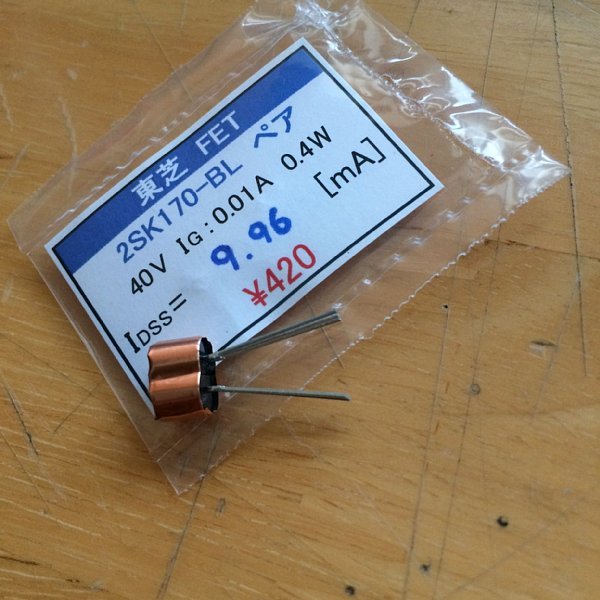 東芝 FET
2SK170-BL ペア
40V IG:0.01A 0.4W
IDSS= 9.96 [mA]
¥420